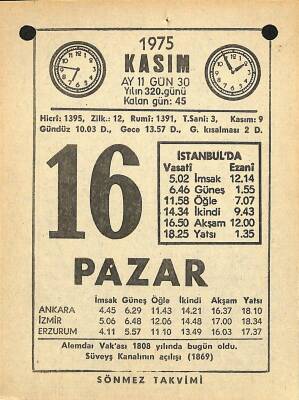 1975
KASIM
AY 11 GÜN 30
Yılın 320.günü
Kalan gün: 45
Hicrî: 1395, Zilk.: 12, Rumi: 1391, T.Sani: 3, Kasım: 9
Gündüz 10.03 D., Gece 13.57 D., G. kısalması 2 D.
16
İSTANBUL'DA
Vasatî Ezanî
5.02 İmsak 12.14
6.46 Güneş 1.55
11.58 Öğle 7.07
14.34 İkindi 9.43
16.50 Akşam 12.00
18.25 Yatsı 1.35
PAZAR
İmsak Güneş Öğle İkindi Akşam Yatsı
ANKARA 4.45 6.29 11.43 14.21 16.37 18.10
İZMİR 5.06 6.48 12.06 14.48 17.00 18.34
ERZURUM 4.11 5.57 11.10 13.49 16.03 17.37
Alemdar Vak'ası 1808 yılında bugün oldu.
Süveyş Kanalının açılışı (1869)
SÖNMEZ TAKVİMİ